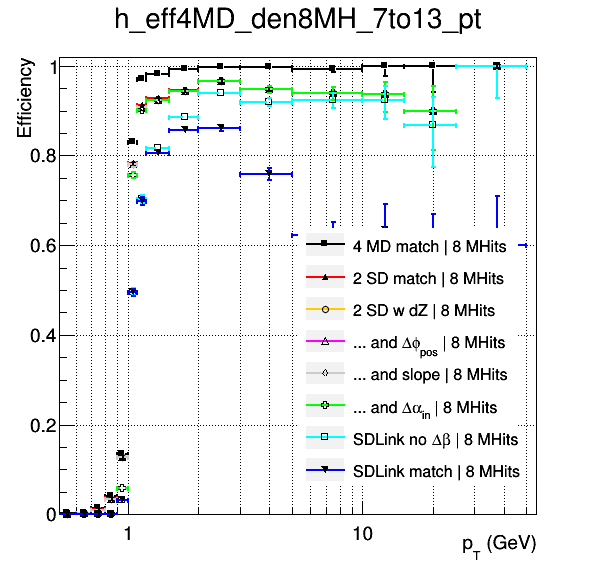 h_eff4MD_den8MH_7to13_pt
Efficiency
1
0.8
0.6
0.4
0.2
0
4 MD match | 8 MHits
2 SD match | 8 MHits
2 SD w dZ | 8 MHits
... and Δϕpos | 8 MHits
... and slope | 8 MHits
... and Δαin | 8 MHits
SDLink no Δβ | 8 MHits
SDLink match | 8 MHits
1
10
pT (GeV)